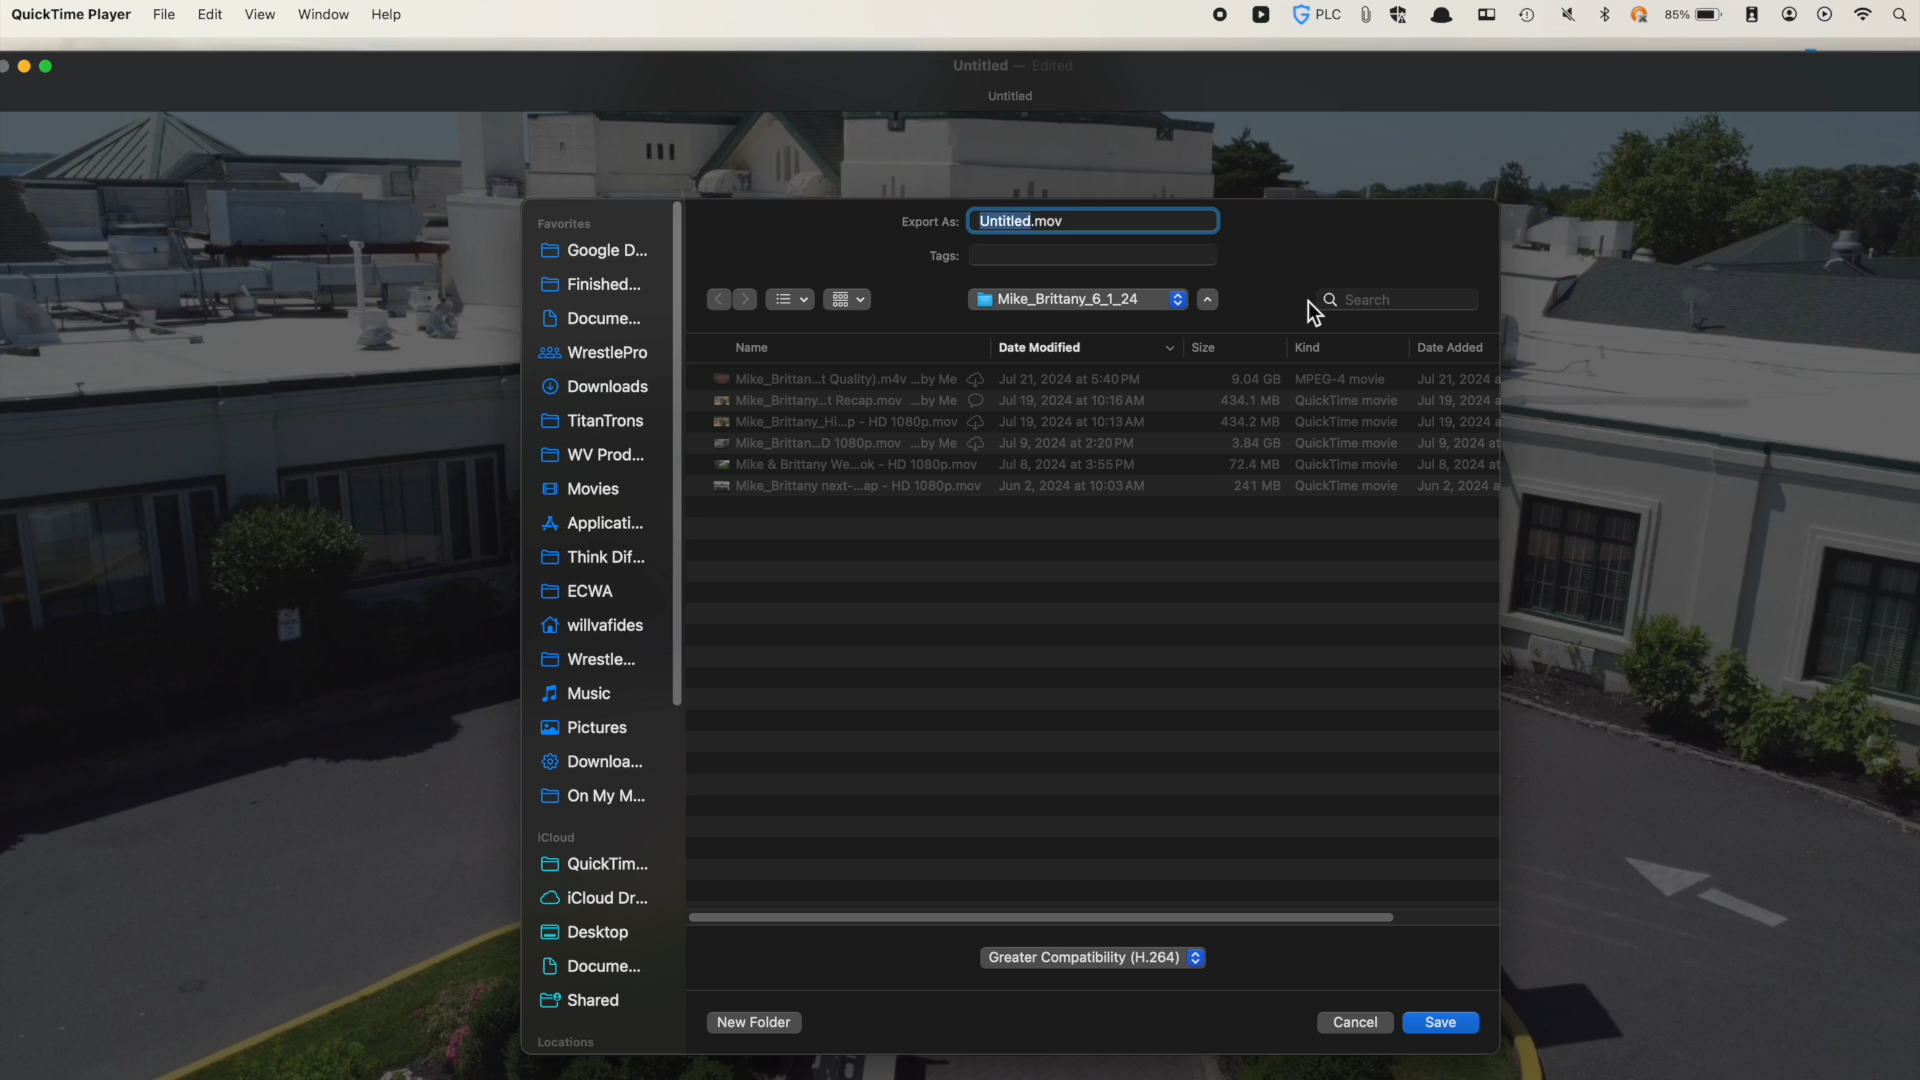 QuickTime Player File Edit View Window Help PLC 85%
Untitled — Edited
Untitled
Favorites
Google D...
Finished...
Docume...
WrestlePro
Downloads
TitanTrons
WV Prod...
Movies
Applicati...
Think Dif...
ECWA
willvafides
Wrestle...
Music
Pictures
Downloa...
On My M...
iCloud
QuickTim...
iCloud Dr...
Desktop
Docume...
Shared
Locations
Export As: Untitled.mov
Tags:
Mike_Brittany_6_1_24 Search
Name Date Modified Size Kind Date Added
Mike_Brittan...t Quality).m4v ...by Me Jul 21, 2024 at 5:40 PM 9.04 GB MPEG-4 movie Jul 21, 2024 a
Mike_Brittany...t Recap.mov ...by Me Jul 19, 2024 at 10:16 AM 434.1 MB QuickTime movie Jul 19, 2024 a
Mike_Brittany_Hi...p - HD 1080p.mov Jul 19, 2024 at 10:13 AM 434.2 MB QuickTime movie Jul 19, 2024 a
Mike_Brittan...D 1080p.mov ...by Me Jul 9, 2024 at 2:20 PM 3.84 GB QuickTime movie Jul 9, 2024 at
Mike & Brittany We...ok - HD 1080p.mov Jul 8, 2024 at 3:55 PM 72.4 MB QuickTime movie Jul 8, 2024 at
Mike_Brittany next-...ap - HD 1080p.mov Jun 2, 2024 at 10:03 AM 241 MB QuickTime movie Jun 2, 2024 a
Greater Compatibility (H.264)
New Folder Cancel Save